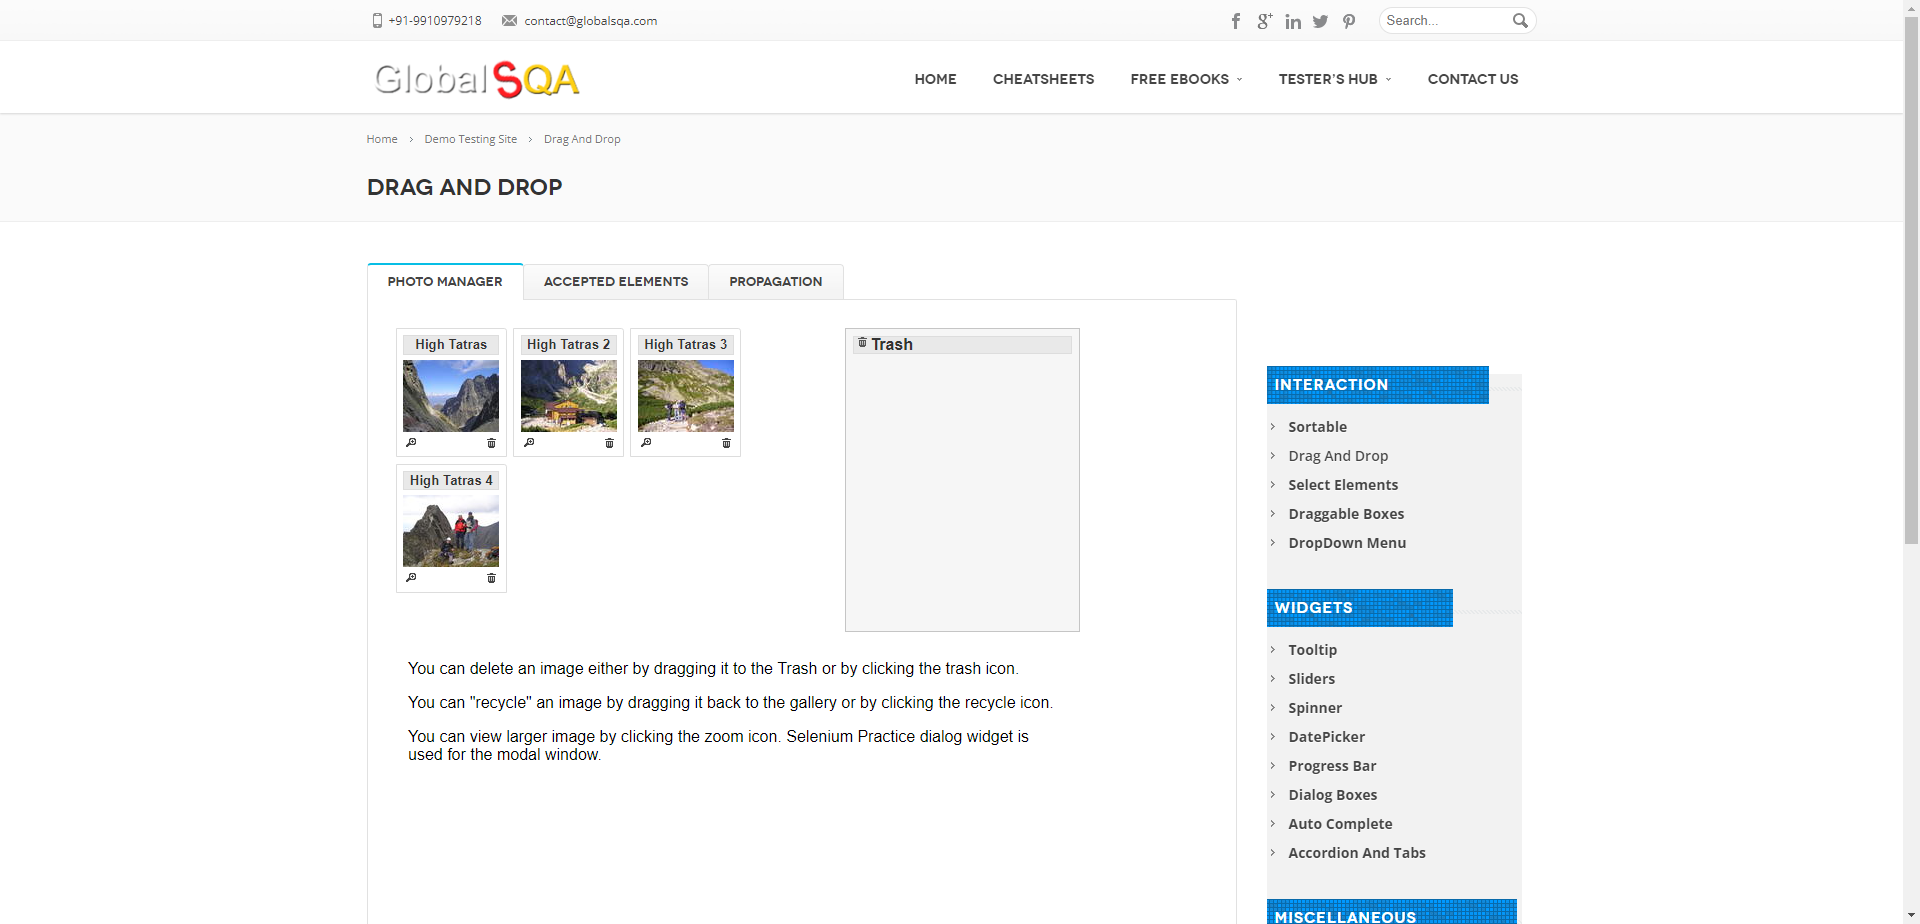 +91-9910979218 contact@globalsqa.com Search...
GlobalSQA HOME CHEATSHEETS FREE EBOOKS TESTER'S HUB CONTACT US
Home › Demo Testing Site › Drag And Drop
DRAG AND DROP
PHOTO MANAGER ACCEPTED ELEMENTS PROPAGATION
High Tatras High Tatras 2 High Tatras 3
High Tatras 4
Trash
You can delete an image either by dragging it to the Trash or by clicking the trash icon.
You can "recycle" an image by dragging it back to the gallery or by clicking the recycle icon.
You can view larger image by clicking the zoom icon. Selenium Practice dialog widget is
used for the modal window.
INTERACTION
Sortable
Drag And Drop
Select Elements
Draggable Boxes
DropDown Menu
WIDGETS
Tooltip
Sliders
Spinner
DatePicker
Progress Bar
Dialog Boxes
Auto Complete
Accordion And Tabs
MISCELLANEOUS